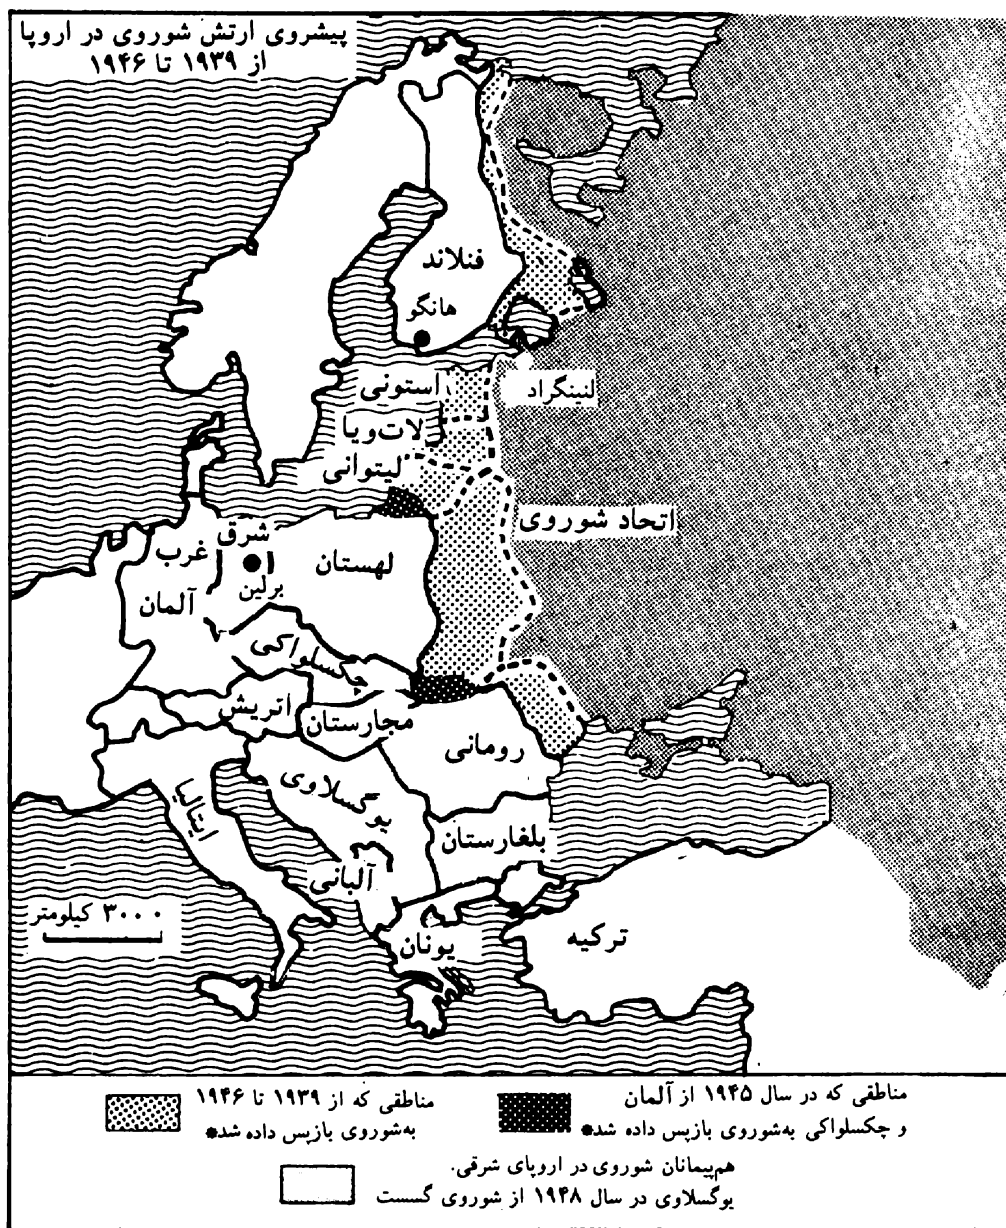 پیشروی ارتش شوروی در اروپا
از ۱۹۳۹ تا ۱۹۴۶
فنلاند
هانگو
استونی
لنینگراد
لات‌ویا
لیتوانی
اتحاد شوروی
شرق
غرب
لهستان
برلین
آلمان
چکسلواکی
اتریش
مجارستان
رومانی
یوگسلاوی
ایتالیا
بلغارستان
آلبانی
۳۰۰۰ کیلومتر
ترکیه
یونان
مناطقی که در سال ۱۹۴۵ از آلمان
و چکسلواکی به‌شوروی بازپس داده شد*
مناطقی که از ۱۹۳۹ تا ۱۹۴۶
به‌شوروی بازپس داده شد*
هم‌پیمانان شوروی در اروپای شرقی.
یوگسلاوی در سال ۱۹۴۸ از شوروی گسست